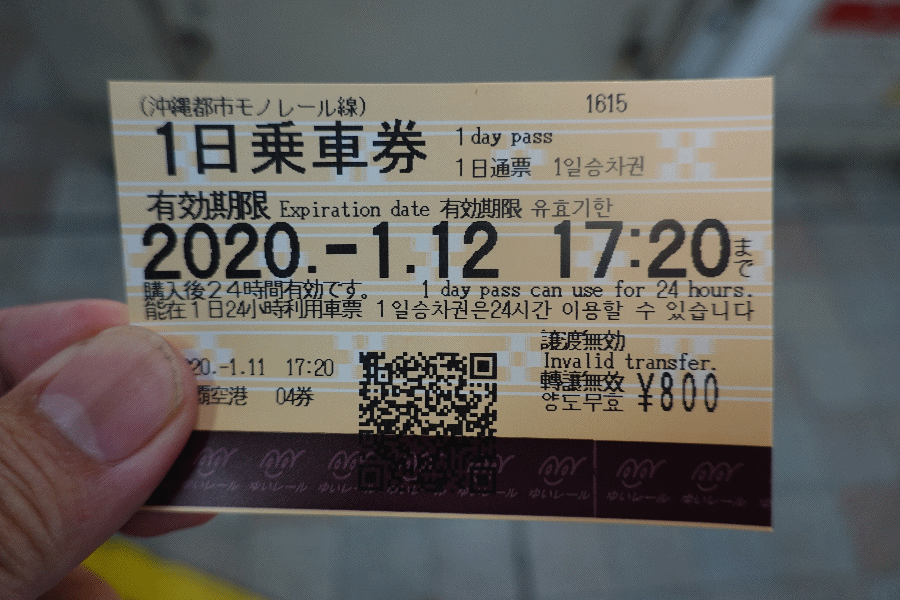 (沖縄都市モノレール線) 1615
1日乗車券 1 day pass
1日通票 1일승차권
有効期限 Expiration date 有効期限 유효기한
2020.-1.12 17:20まで
購入後24時間有効です。 1 day pass can use for 24 hours.
能在1日24小時利用車票 1일승차권은24시간 이용할 수 있습니다
譲渡無効
20.-1.11 17:20 Invalid transfer.
轉讓無效 ¥800
覇空港 04券 양도무효